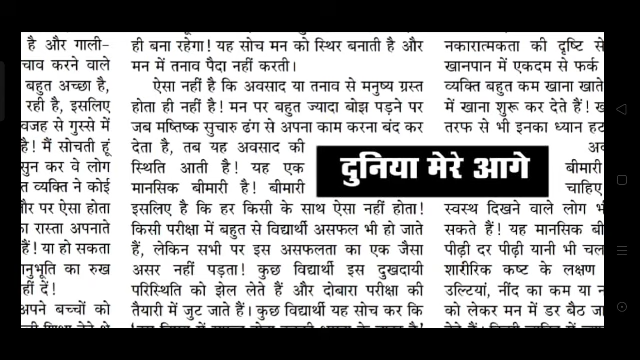 है और गाली-
चाव करने वाले
बहुत अच्छा है,
रही है, इसलिए
वजह से गुस्से में
है! मैं सोचती हूं
सुन कर वे लोग
त व्यक्ति ने कोई
और पर ऐसा होता
ा रास्ता अपनाते
हैं! या हो सकता
ानुभूति का रुख
हीं दें!
अपने बच्चों को
ही बना रहेगा! यह सोच मन को स्थिर बनाती है और
मन में तनाव पैदा नहीं करती।
ऐसा नहीं है कि अवसाद या तनाव से मनुष्य ग्रस्त
होता ही नहीं है! मन पर बहुत ज्यादा बोझ पड़ने पर
जब मष्तिष्क सुचारु ढंग से अपना काम करना बंद कर
देता है, तब यह अवसाद की
स्थिति आती है! यह एक
मानसिक बीमारी है! बीमारी
इसलिए है कि हर किसी के साथ ऐसा नहीं होता!
किसी परीक्षा में बहुत से विद्यार्थी असफल भी हो जाते
हैं, लेकिन सभी पर इस असफलता का एक जैसा
असर नहीं पड़ता! कुछ विद्यार्थी इस दुखदायी
परिस्थिति को झेल लेते हैं और दोबारा परीक्षा की
तैयारी में जुट जाते हैं। कुछ विद्यार्थी यह सोच कर कि
दुनिया मेरे आगे
नकारात्मकता की दृष्टि से
खानपान में एकदम से फर्क
व्यक्ति बहुत कम खाना खाते
में खाना शुरू कर देते हैं! ख
तरफ से भी इनका ध्यान हट
अव
बीमारी
चाहिए
स्वस्थ दिखने वाले लोग भ
सकते हैं! यह मानसिक बी
पीढ़ी दर पीढ़ी यानी भी चल
शारीरिक कष्ट के लक्षण
उल्टियां, नींद का कम या न
को लेकर मन में डर बैठ जा